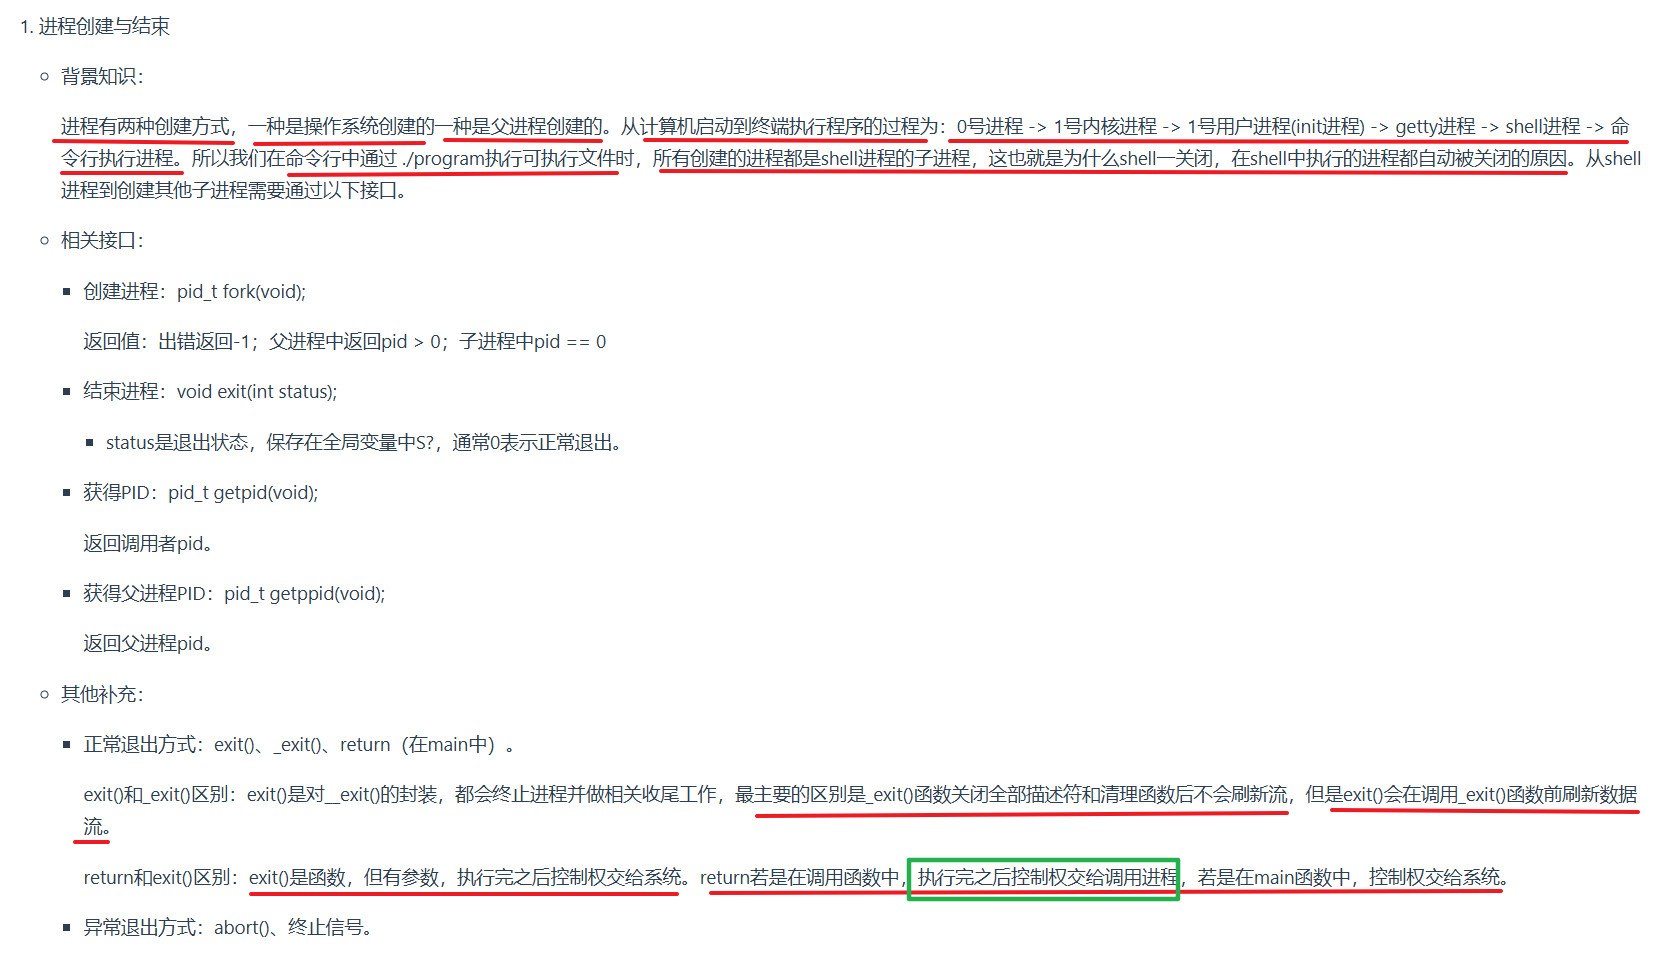 1. 进程创建与结束
背景知识：
进程有两种创建方式，一种是操作系统创建的一种是父进程创建的。从计算机启动到终端执行程序的过程为：0号进程 -> 1号内核进程 -> 1号用户进程(init进程) -> getty进程 -> shell进程 -> 命
令行执行进程。所以我们在命令行中通过 ./program执行可执行文件时，所有创建的进程都是shell进程的子进程，这也就是为什么shell一关闭，在shell中执行的进程都自动被关闭的原因。从shell
进程到创建其他子进程需要通过以下接口。
相关接口：
创建进程：pid_t fork(void);
返回值：出错返回-1；父进程中返回pid > 0；子进程中pid == 0
结束进程：void exit(int status);
status是退出状态，保存在全局变量中S?，通常0表示正常退出。
获得PID：pid_t getpid(void);
返回调用者pid。
获得父进程PID：pid_t getppid(void);
返回父进程pid。
其他补充：
正常退出方式：exit()、_exit()、return（在main中）。
exit()和_exit()区别：exit()是对__exit()的封装，都会终止进程并做相关收尾工作，最主要的区别是_exit()函数关闭全部描述符和清理函数后不会刷新流，但是exit()会在调用_exit()函数前刷新数据
流。
return和exit()区别：exit()是函数，但有参数，执行完之后控制权交给系统。return若是在调用函数中，执行完之后控制权交给调用进程，若是在main函数中，控制权交给系统。
异常退出方式：abort()、终止信号。